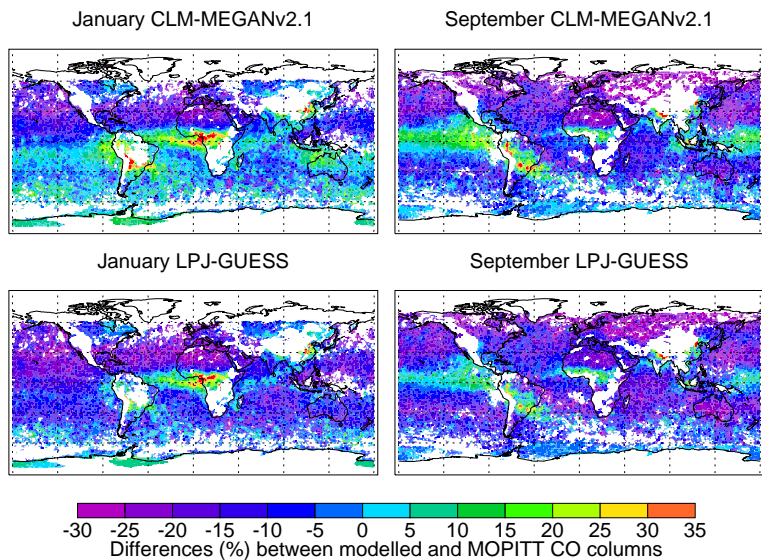 January CLM-MEGANv2.1
September CLM-MEGANv2.1
January LPJ-GUESS
September LPJ-GUESS
-30 -25 -20 -15 -10 -5 0 5 10 15 20 25 30 35
Differences (%) between modelled and MOPITT CO columns